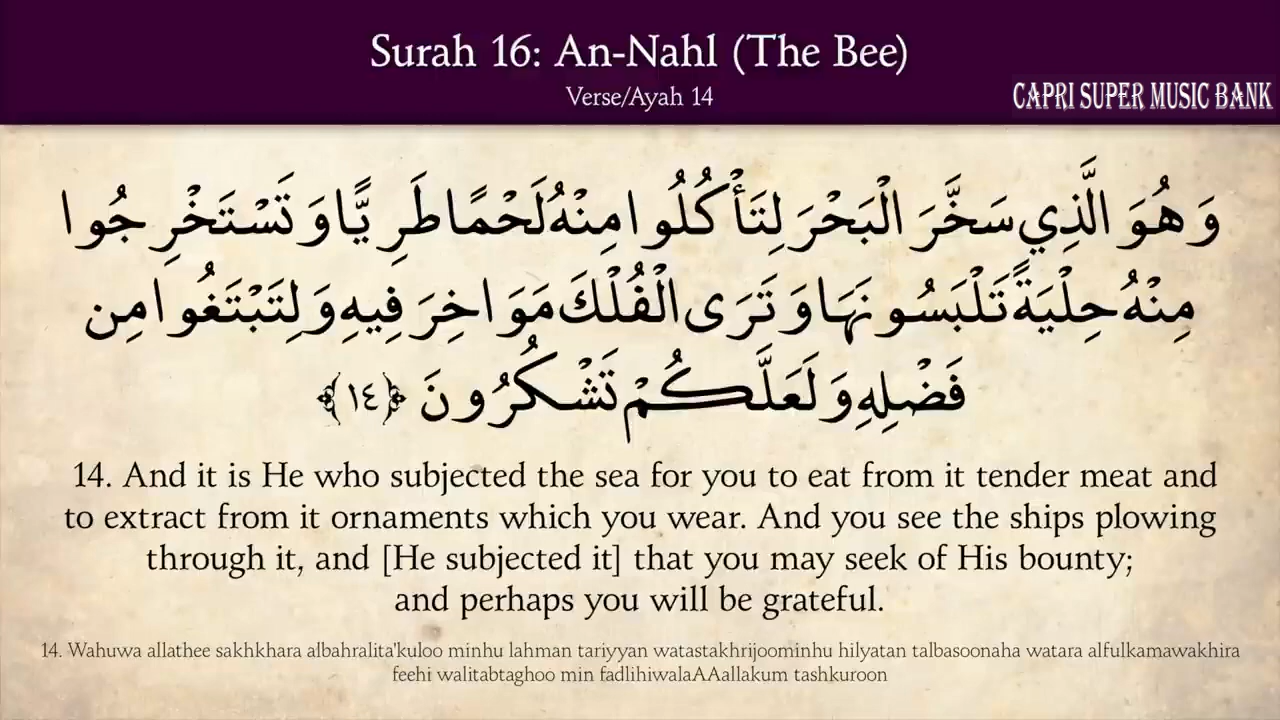 Surah 16: An-Nahl (The Bee)
Verse/Ayah 14
CAPRI SUPER MUSIC BANK
وَهُوَ الَّذِي سَخَّرَ الْبَحْرَ لِتَأْكُلُوا مِنْهُ لَحْمًا طَرِيًّا وَتَسْتَخْرِجُوا
مِنْهُ حِلْيَةً تَلْبَسُونَهَا وَتَرَى الْفُلْكَ مَوَاخِرَ فِيهِ وَلِتَبْتَغُوا مِن
فَضْلِهِ وَلَعَلَّكُمْ تَشْكُرُونَ ﴿١٤﴾
14. And it is He who subjected the sea for you to eat from it tender meat and
to extract from it ornaments which you wear. And you see the ships plowing
through it, and [He subjected it] that you may seek of His bounty;
and perhaps you will be grateful.
14. Wahuwa allathee sakhkhara albahralita'kuloo minhu lahman tariyyan watastakhrijoominhu hilyatan talbasoonaha watara alfulkamawakhira
feehi walitabtaghoo min fadlihiwalaAAallakum tashkuroon